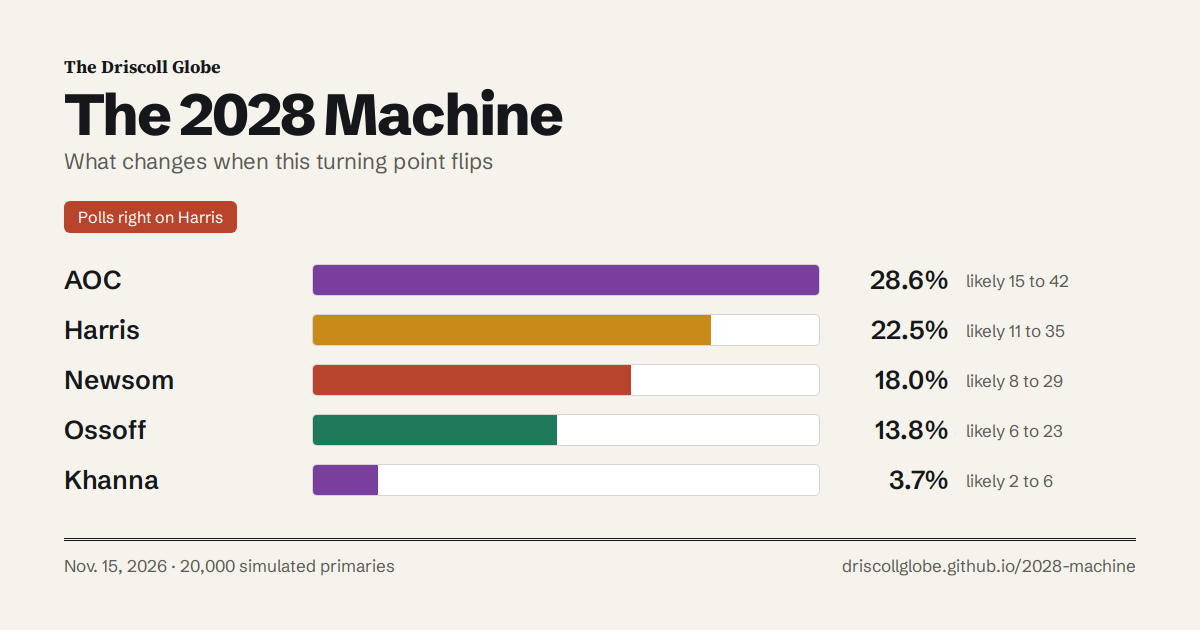 The Driscoll Globe
The 2028 Machine
What changes when this turning point flips
Polls right on Harris
AOC 28.6% likely 15 to 42
Harris 22.5% likely 11 to 35
Newsom 18.0% likely 8 to 29
Ossoff 13.8% likely 6 to 23
Khanna 3.7% likely 2 to 6
Nov. 15, 2026 · 20,000 simulated primaries driscollglobe.github.io/2028-machine